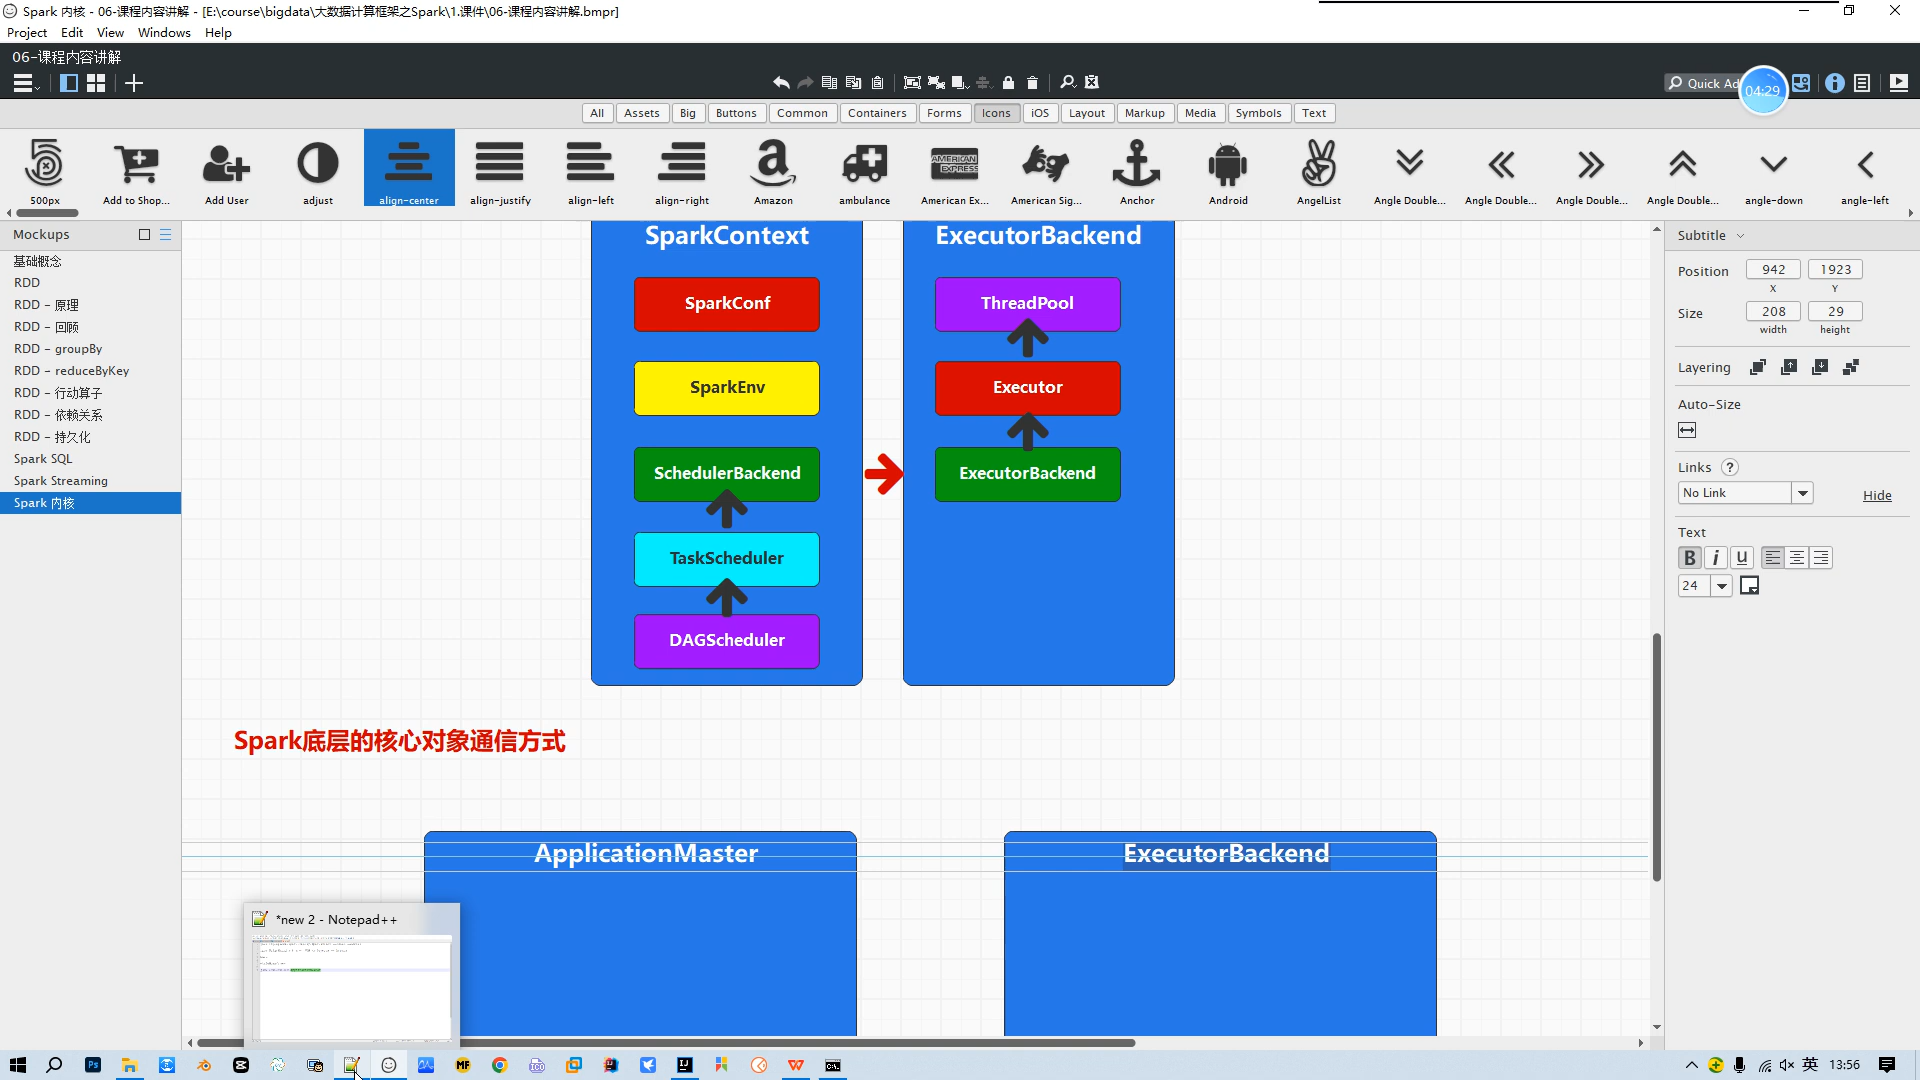 Spark 内核 - 06-课程内容讲解 - [E:\course\bigdata\大数据计算框架之Spark\1.课件\06-课程内容讲解.bmpr]
Project Edit View Windows Help
06-课程内容讲解
Quick Ad
04:29
All Assets Big Buttons Common Containers Forms Icons iOS Layout Markup Media Symbols Text
500px Add to Shop... Add User adjust align-center align-justify align-left align-right Amazon ambulance American Ex... American Sig... Anchor Android AngelList Angle Double... Angle Double... Angle Double... Angle Double... angle-down angle-left
Mockups
基础概念
RDD
RDD - 原理
RDD - 回顾
RDD - groupBy
RDD - reduceByKey
RDD - 行动算子
RDD - 依赖关系
RDD - 持久化
Spark SQL
Spark Streaming
Spark 内核
SparkContext
SparkConf
SparkEnv
SchedulerBackend
TaskScheduler
DAGScheduler
ExecutorBackend
ThreadPool
Executor
ExecutorBackend
Spark底层的核心对象通信方式
ApplicationMaster
ExecutorBackend
*new 2 - Notepad++
Subtitle
Position 942 1923
X Y
Size 208 29
width height
Layering
Auto-Size
Links ?
No Link Hide
Text
B i U
24
英 13:56